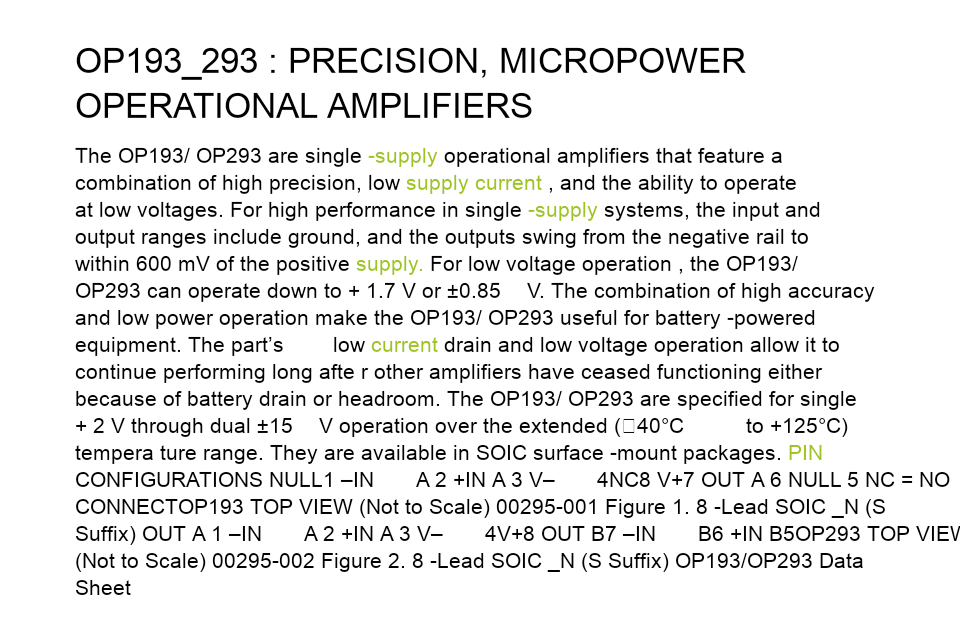 OP193_293 : PRECISION, MICROPOWER
OPERATIONAL AMPLIFIERS
The OP193/ OP293 are single -supply operational amplifiers that feature a
combination of high precision, low supply current , and the ability to operate
at low voltages. For high performance in single -supply systems, the input and
output ranges include ground, and the outputs swing from the negative rail to
within 600 mV of the positive supply. For low voltage operation , the OP193/
OP293 can operate down to + 1.7 V or ±0.85 V. The combination of high accuracy
and low power operation make the OP193/ OP293 useful for battery -powered
equipment. The part’s low current drain and low voltage operation allow it to
continue performing long afte r other amplifiers have ceased functioning either
because of battery drain or headroom. The OP193/ OP293 are specified for single
+ 2 V through dual ±15 V operation over the extended (□40°C to +125°C)
tempera ture range. They are available in SOIC surface -mount packages. PIN
CONFIGURATIONS NULL1 –IN A 2 +IN A 3 V– 4NC8 V+7 OUT A 6 NULL 5 NC = NO
CONNECTOP193 TOP VIEW (Not to Scale) 00295-001 Figure 1. 8 -Lead SOIC _N (S
Suffix) OUT A 1 –IN A 2 +IN A 3 V– 4V+8 OUT B7 –IN B6 +IN B5OP293 TOP VIEW
(Not to Scale) 00295-002 Figure 2. 8 -Lead SOIC _N (S Suffix) OP193/OP293 Data
Sheet